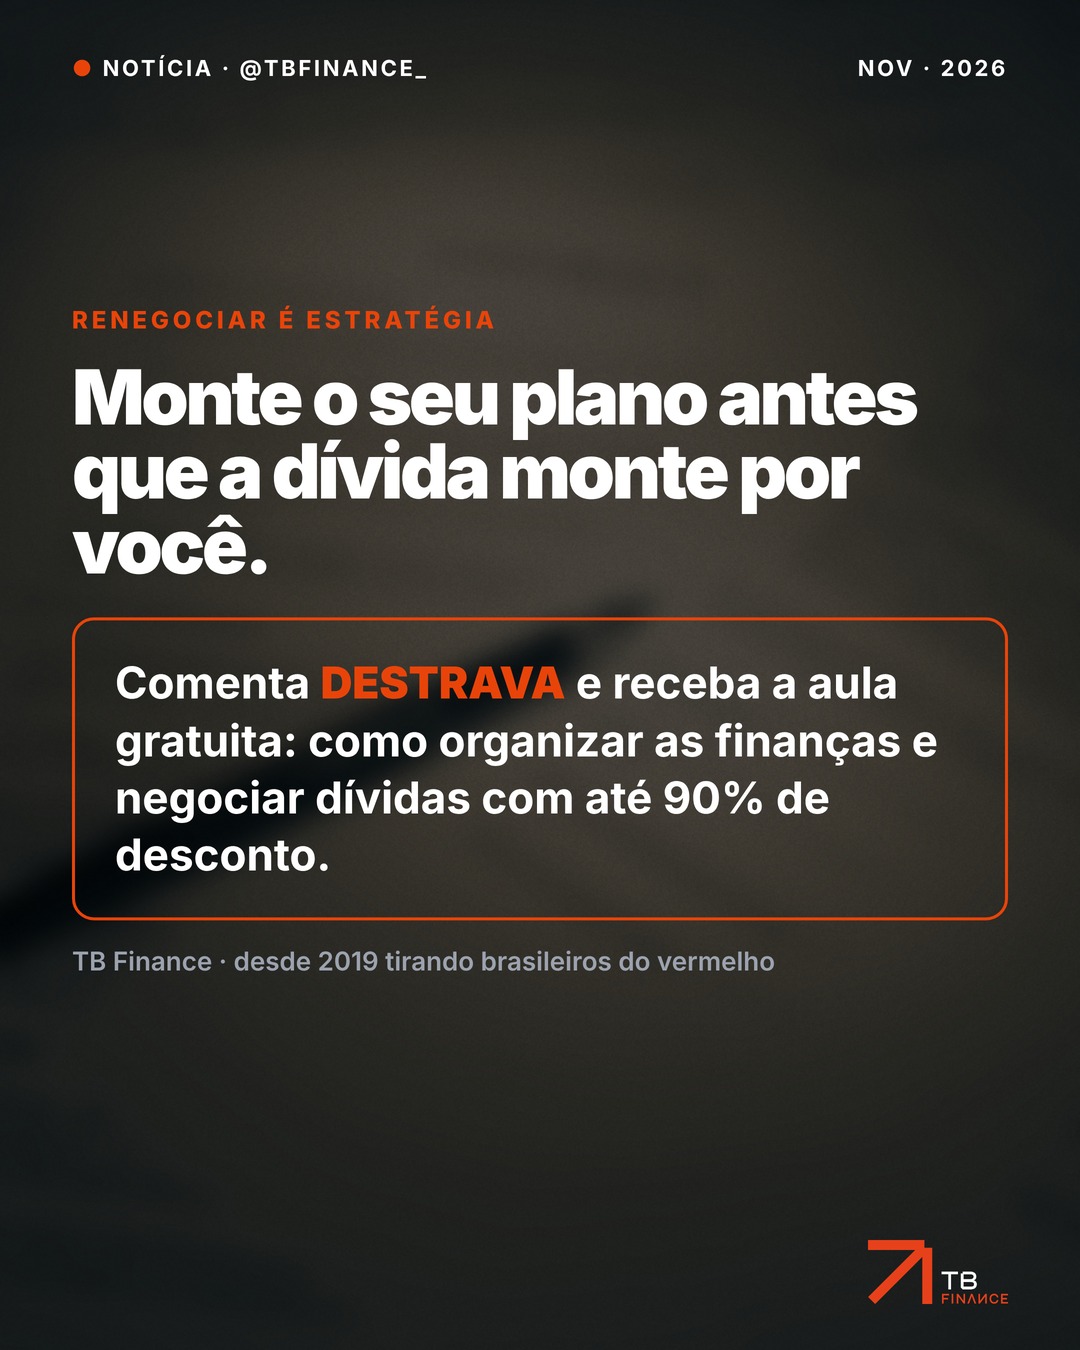 NOTÍCIA · @TBFINANCE_
NOV · 2026
RENEGOCIAR É ESTRATÉGIA
Monte o seu plano antes
que a dívida monte por
você.
Comenta DESTRAVA e receba a aula
gratuita: como organizar as finanças e
negociar dívidas com até 90% de
desconto.
TB Finance · desde 2019 tirando brasileiros do vermelho
TB
FINANCE